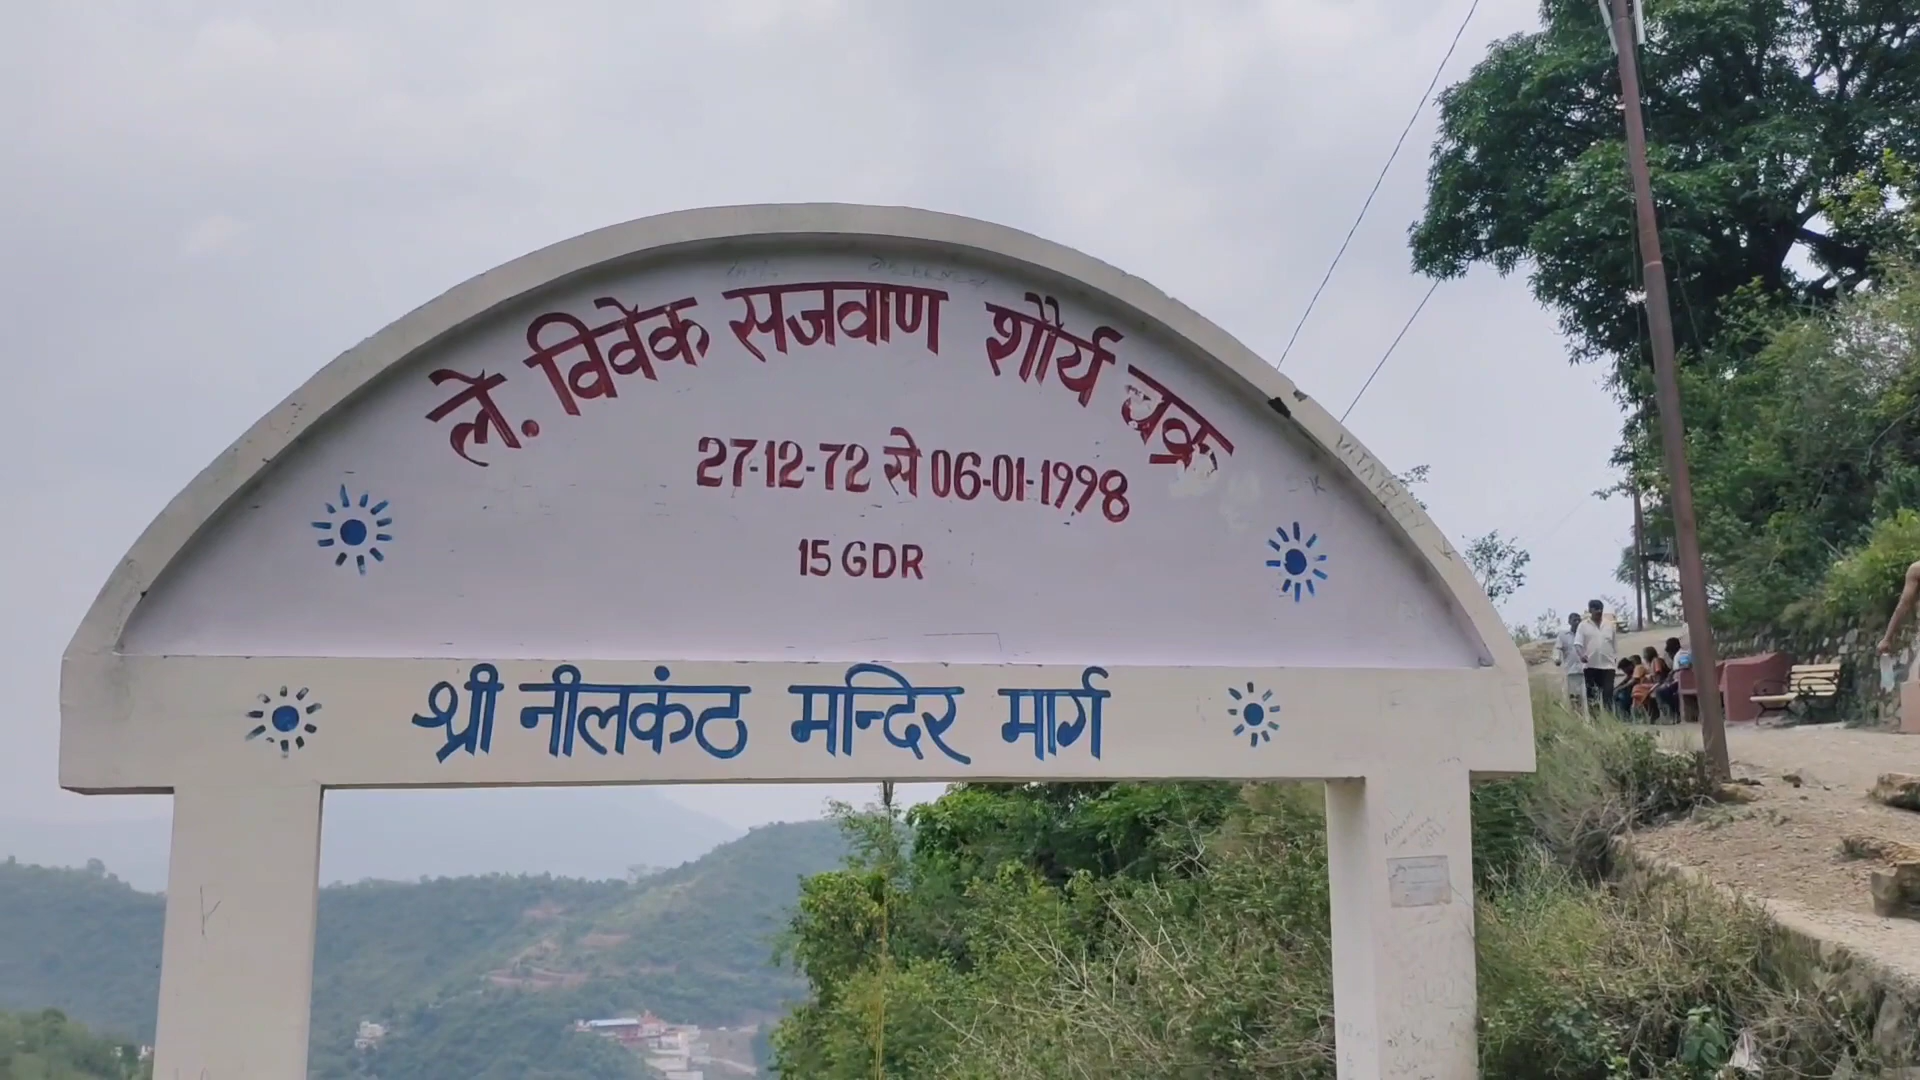 ले. विवेक सजवाण शौर्य चक्र
27-12-72 से 06-01-1998
15 GDR
श्री नीलकंठ मन्दिर मार्ग